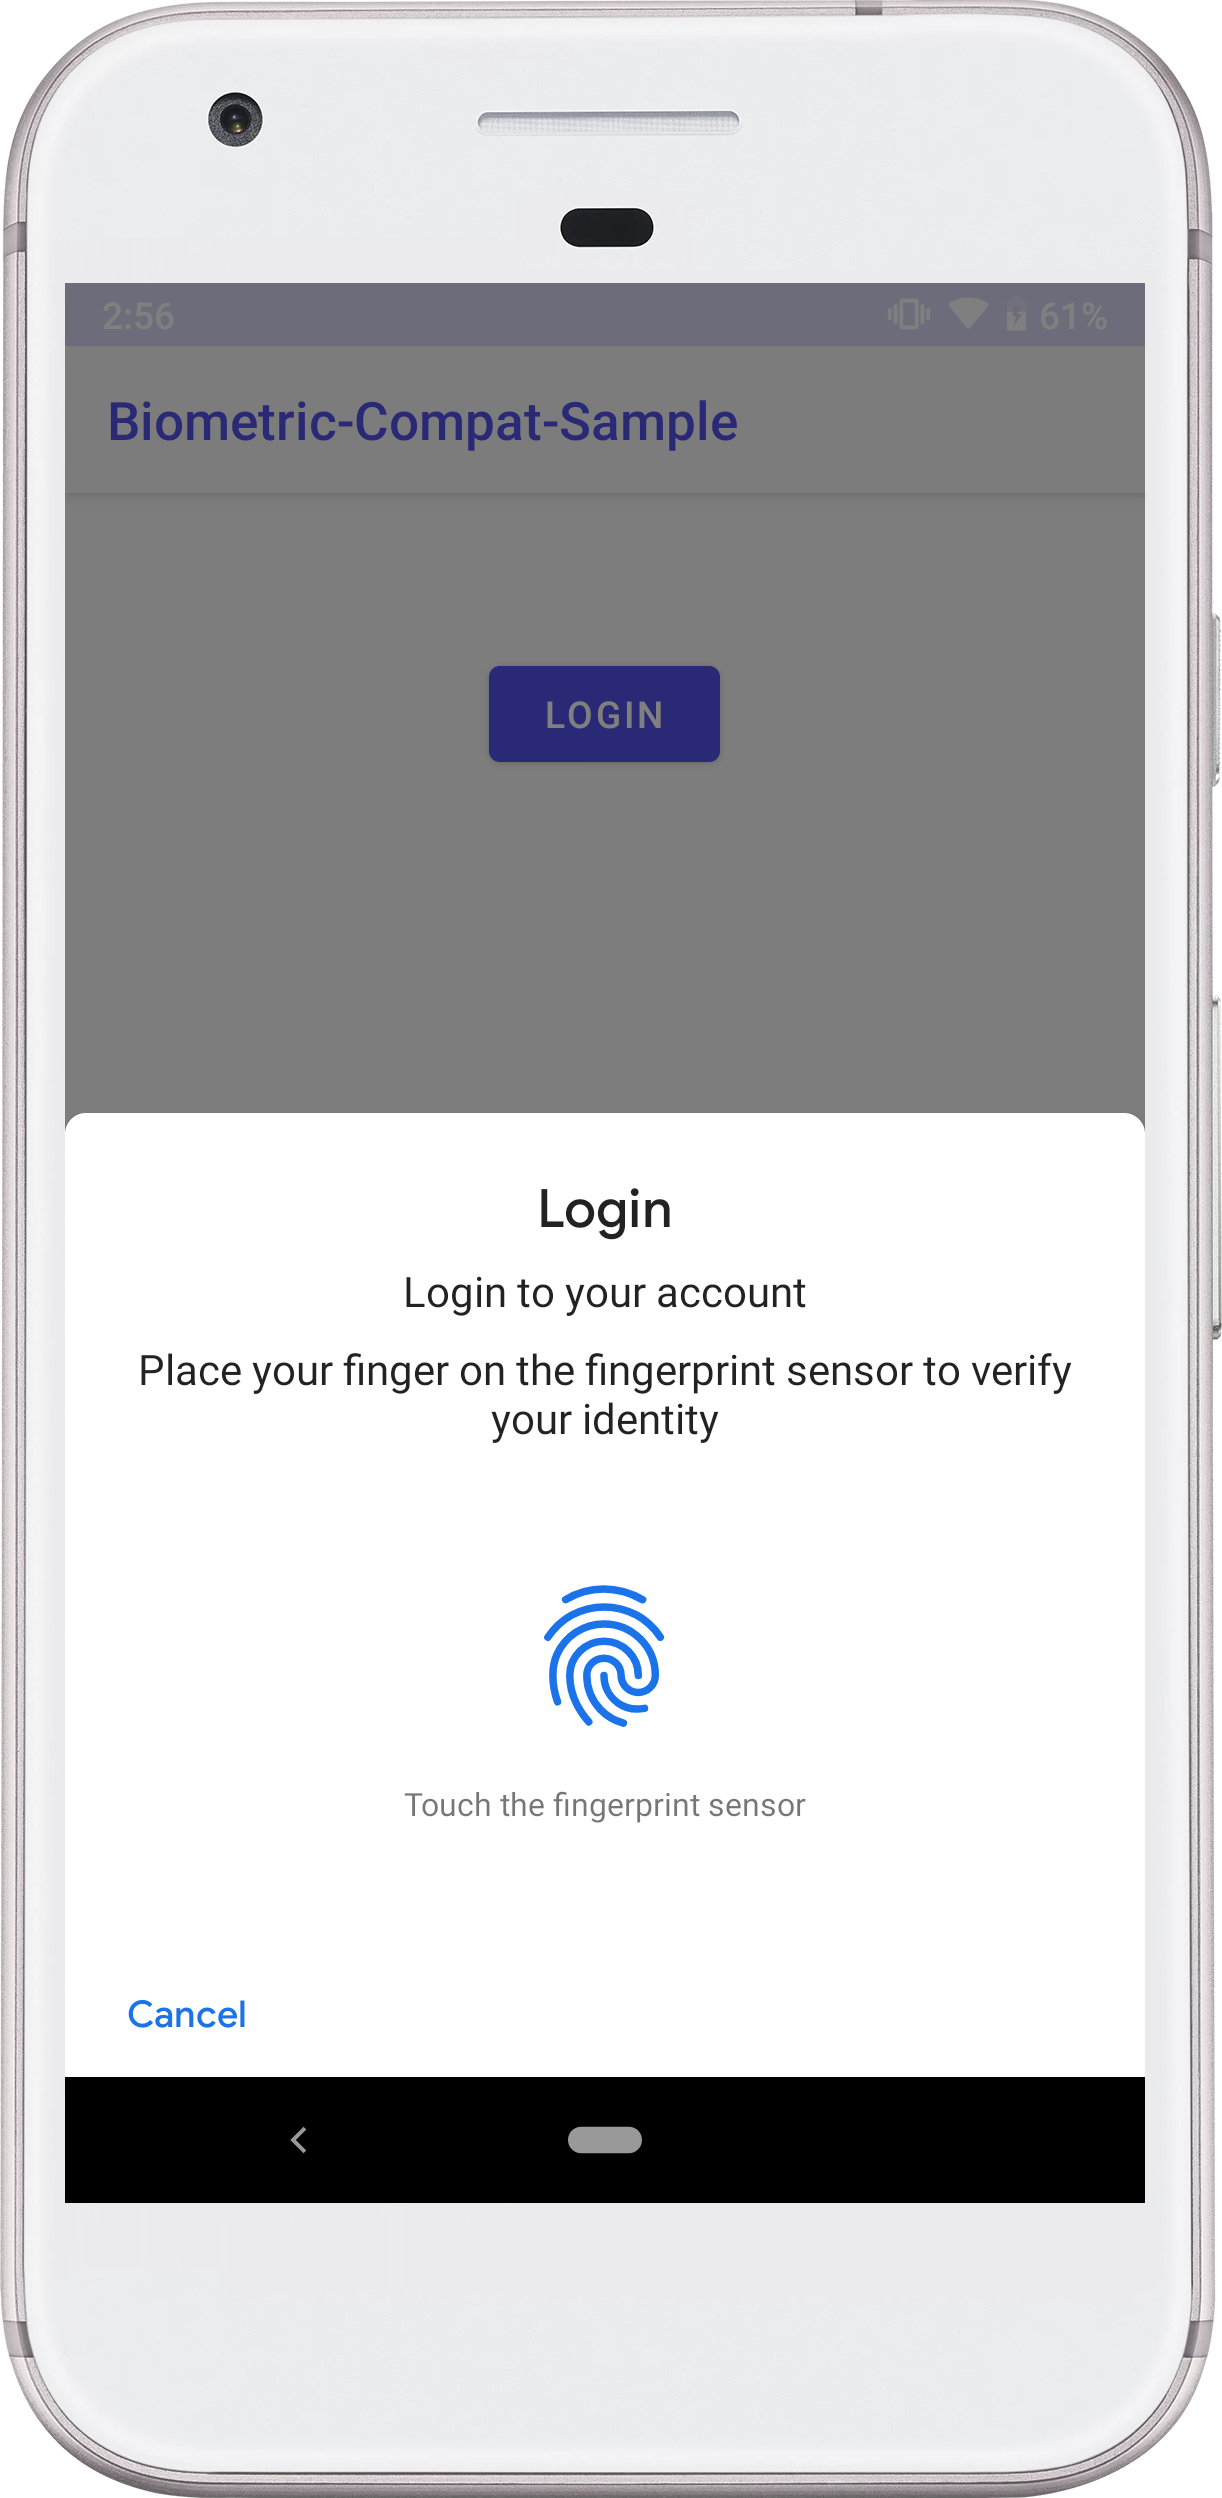 2:56 61%
Biometric-Compat-Sample
LOGIN
Login
Login to your account
Place your finger on the fingerprint sensor to verify
your identity
Touch the fingerprint sensor
Cancel